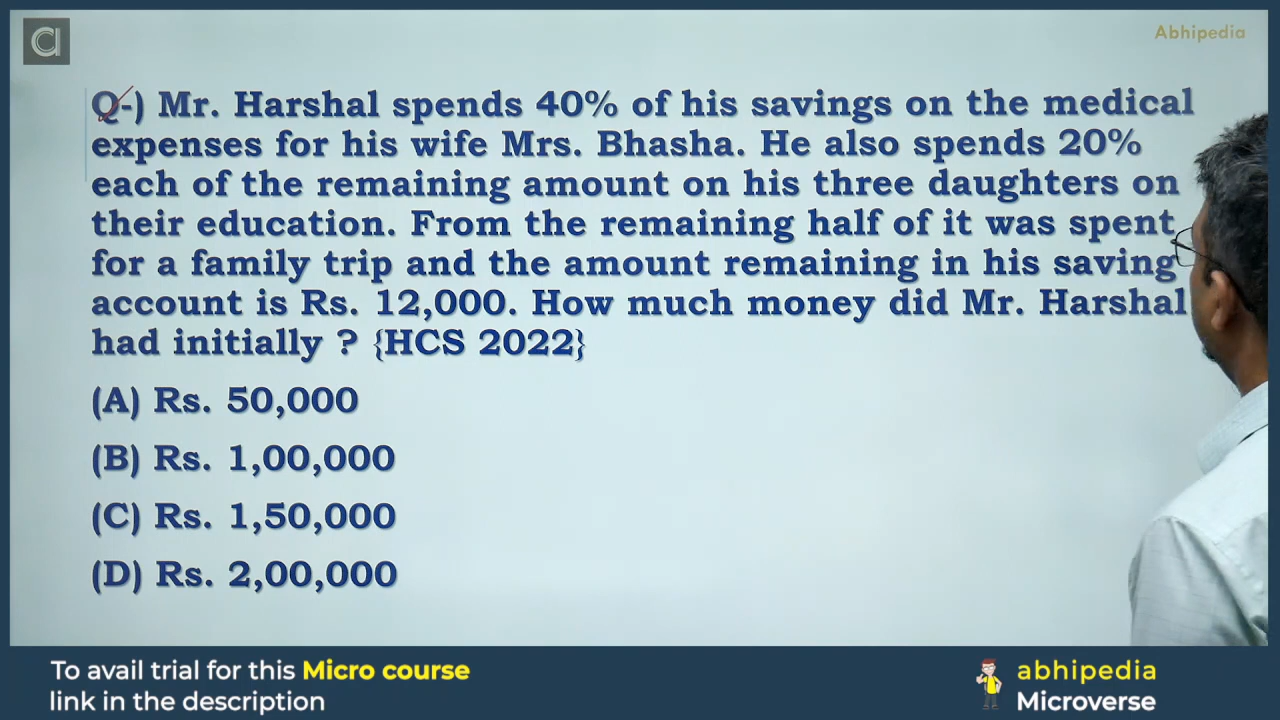 Abhipedia
Q-) Mr. Harshal spends 40% of his savings on the medical
expenses for his wife Mrs. Bhasha. He also spends 20%
each of the remaining amount on his three daughters on
their education. From the remaining half of it was spent
for a family trip and the amount remaining in his saving
account is Rs. 12,000. How much money did Mr. Harshal
had initially ? {HCS 2022}
(A) Rs. 50,000
(B) Rs. 1,00,000
(C) Rs. 1,50,000
(D) Rs. 2,00,000
To avail trial for this Micro course
link in the description
abhipedia
Microverse